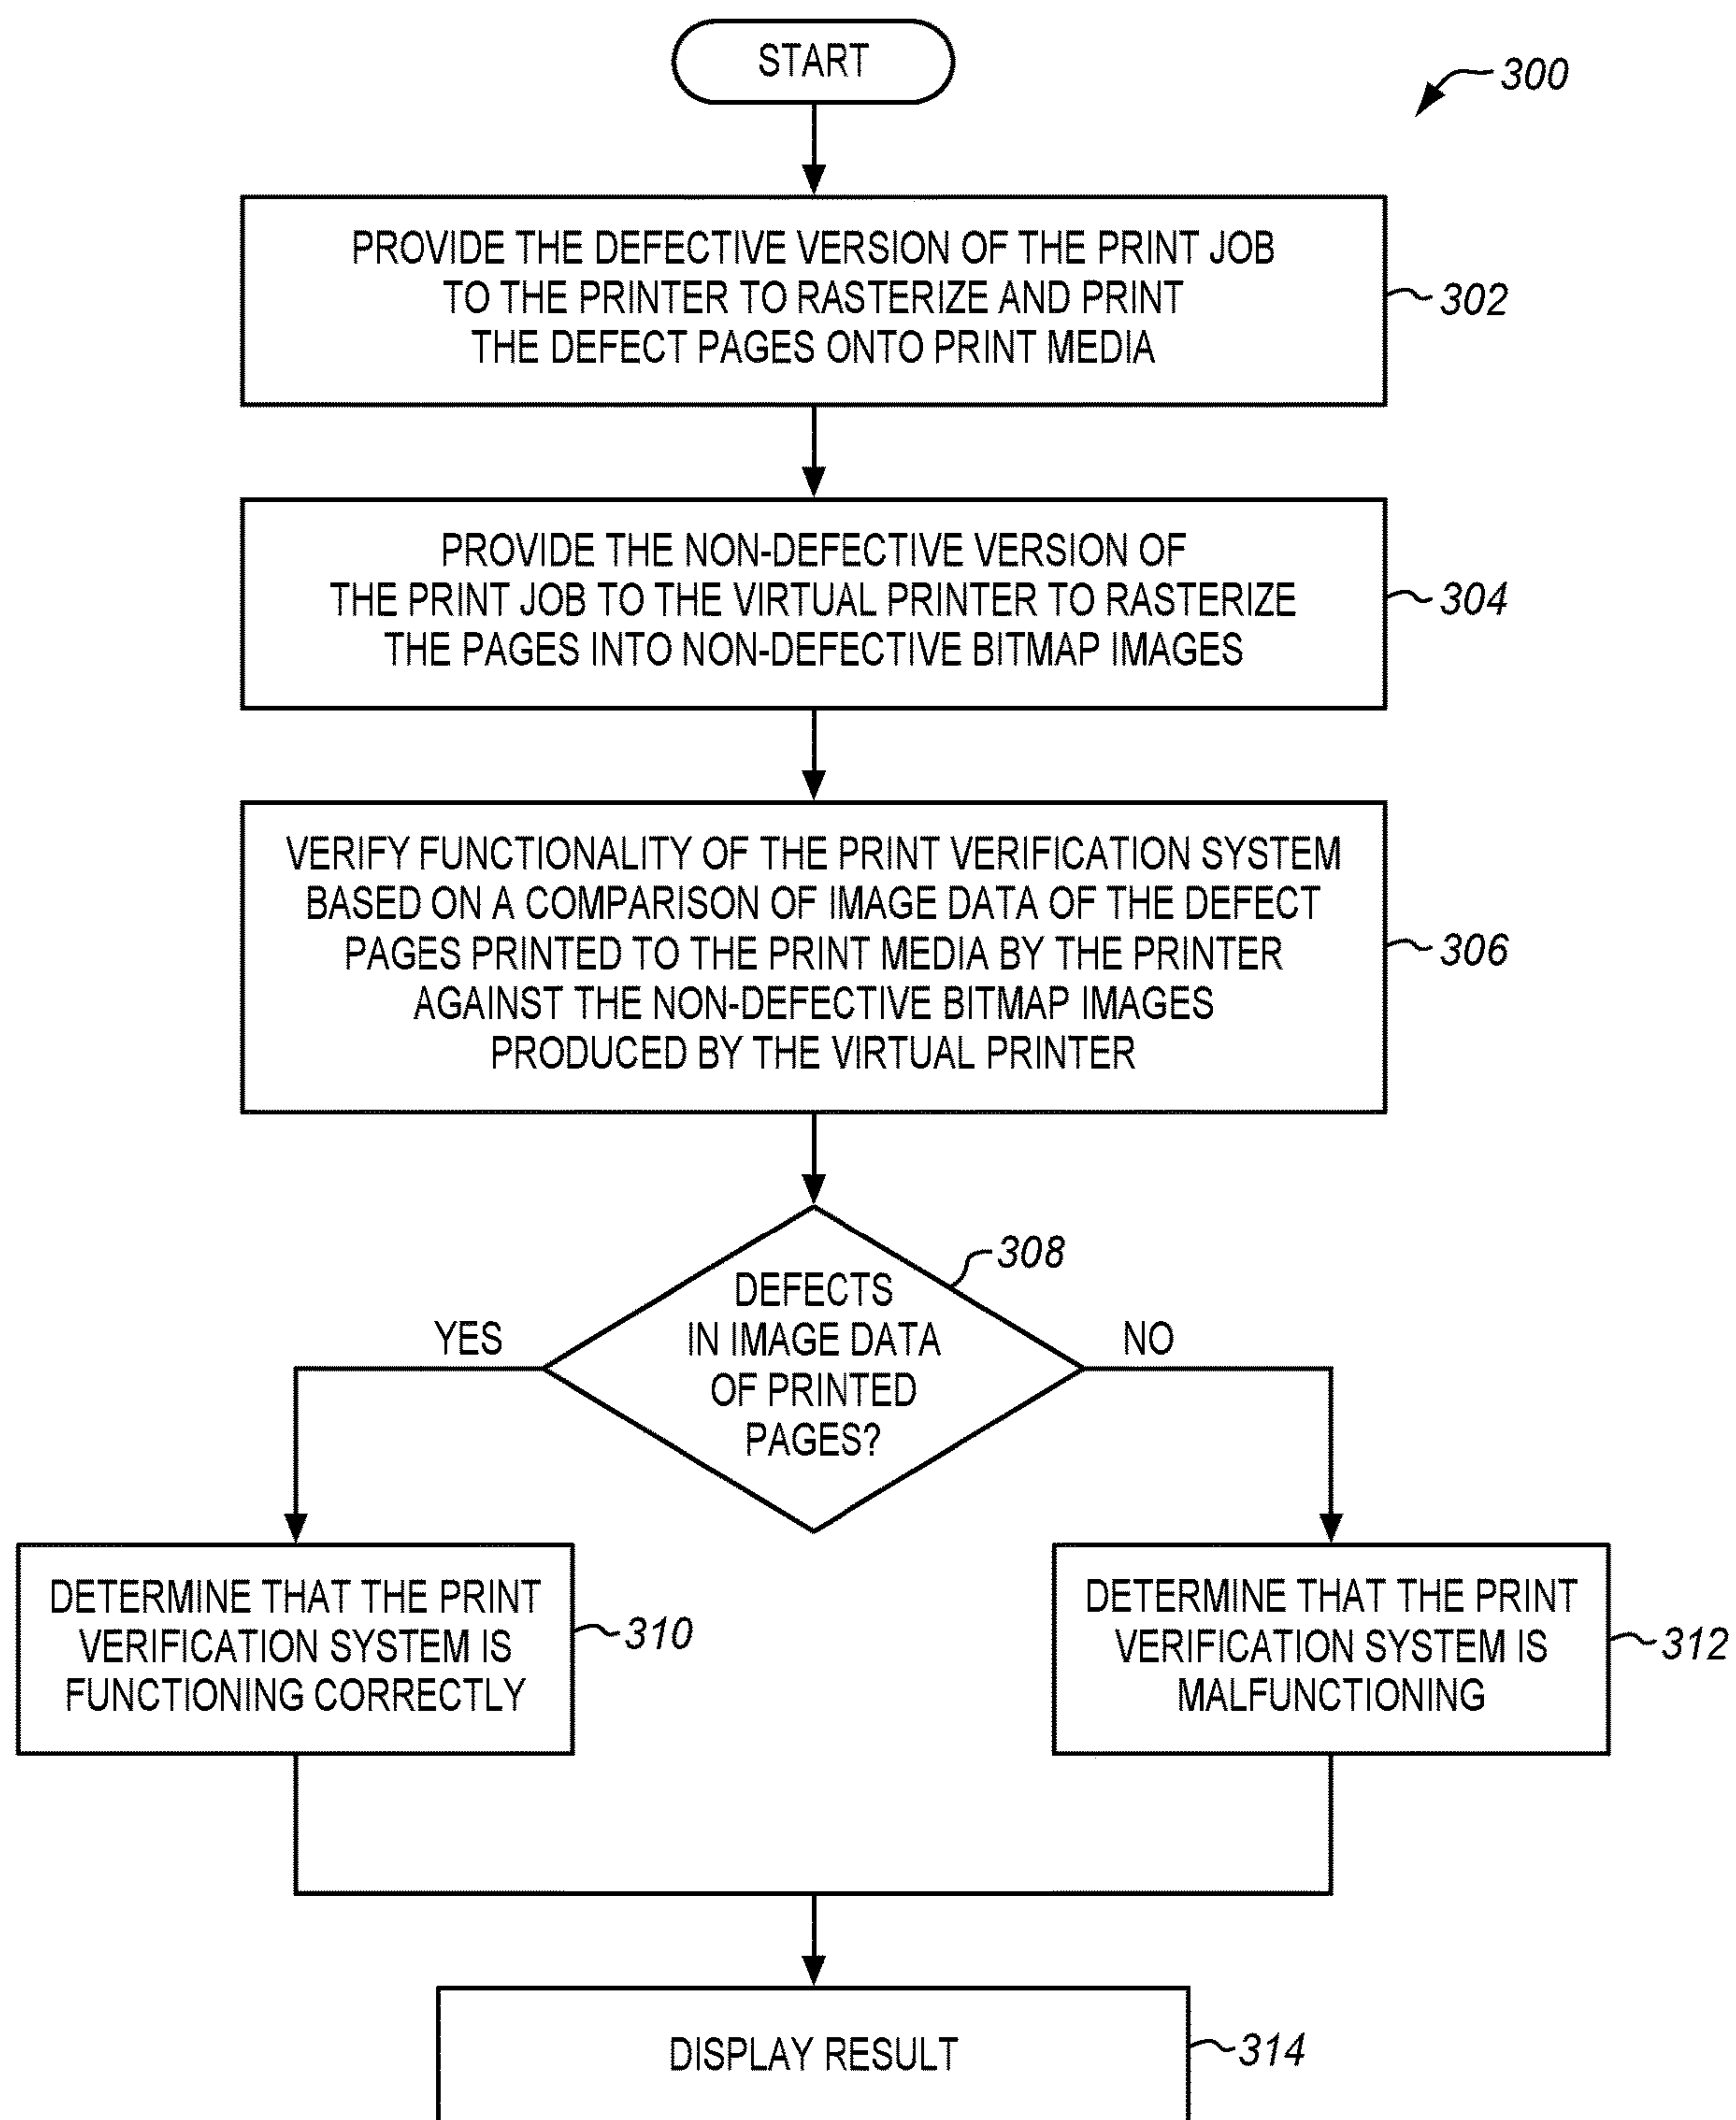 START
300
PROVIDE THE DEFECTIVE VERSION OF THE PRINT JOB
TO THE PRINTER TO RASTERIZE AND PRINT
THE DEFECT PAGES ONTO PRINT MEDIA
302
PROVIDE THE NON-DEFECTIVE VERSION OF
THE PRINT JOB TO THE VIRTUAL PRINTER TO RASTERIZE
THE PAGES INTO NON-DEFECTIVE BITMAP IMAGES
304
VERIFY FUNCTIONALITY OF THE PRINT VERIFICATION SYSTEM
BASED ON A COMPARISON OF IMAGE DATA OF THE DEFECT
PAGES PRINTED TO THE PRINT MEDIA BY THE PRINTER
AGAINST THE NON-DEFECTIVE BITMAP IMAGES
PRODUCED BY THE VIRTUAL PRINTER
306
308
DEFECTS
IN IMAGE DATA
OF PRINTED
PAGES?
YES
NO
DETERMINE THAT THE PRINT
VERIFICATION SYSTEM IS
FUNCTIONING CORRECTLY
310
DETERMINE THAT THE PRINT
VERIFICATION SYSTEM IS
MALFUNCTIONING
312
DISPLAY RESULT
314